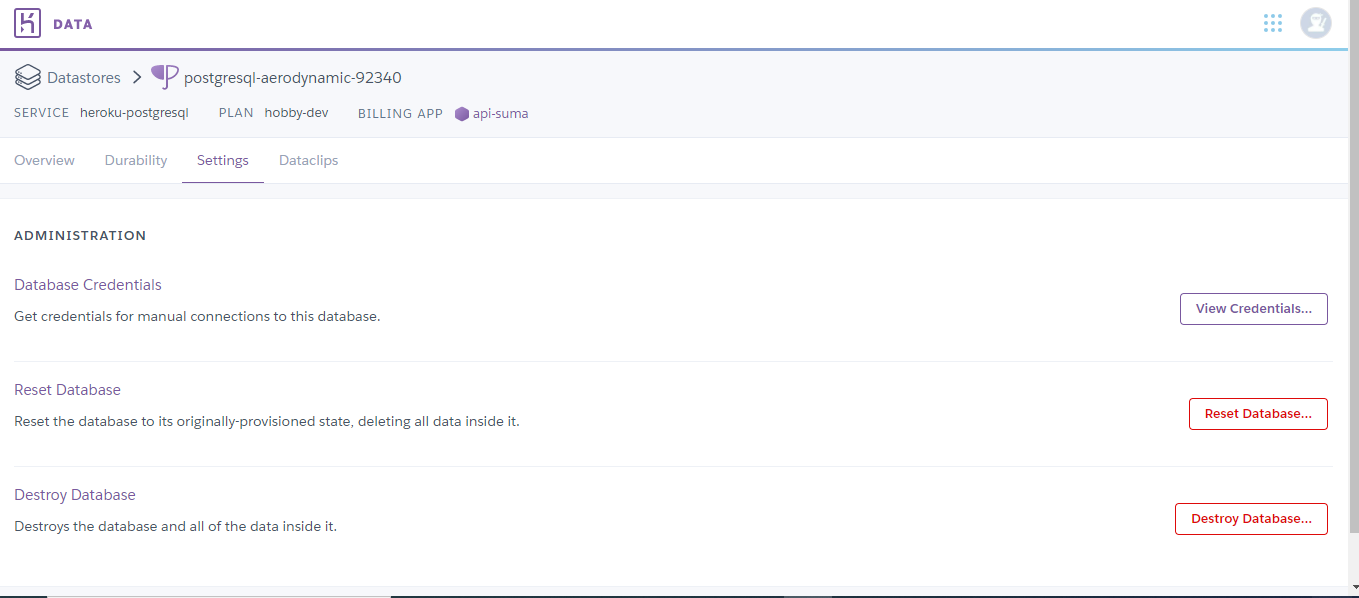 DATA
Datastores postgresql-aerodynamic-92340
SERVICE heroku-postgresql PLAN hobby-dev BILLING APP api-suma
Overview Durability Settings Dataclips
ADMINISTRATION
Database Credentials
Get credentials for manual connections to this database.
View Credentials...
Reset Database
Reset the database to its originally-provisioned state, deleting all data inside it.
Reset Database...
Destroy Database
Destroys the database and all of the data inside it.
Destroy Database...